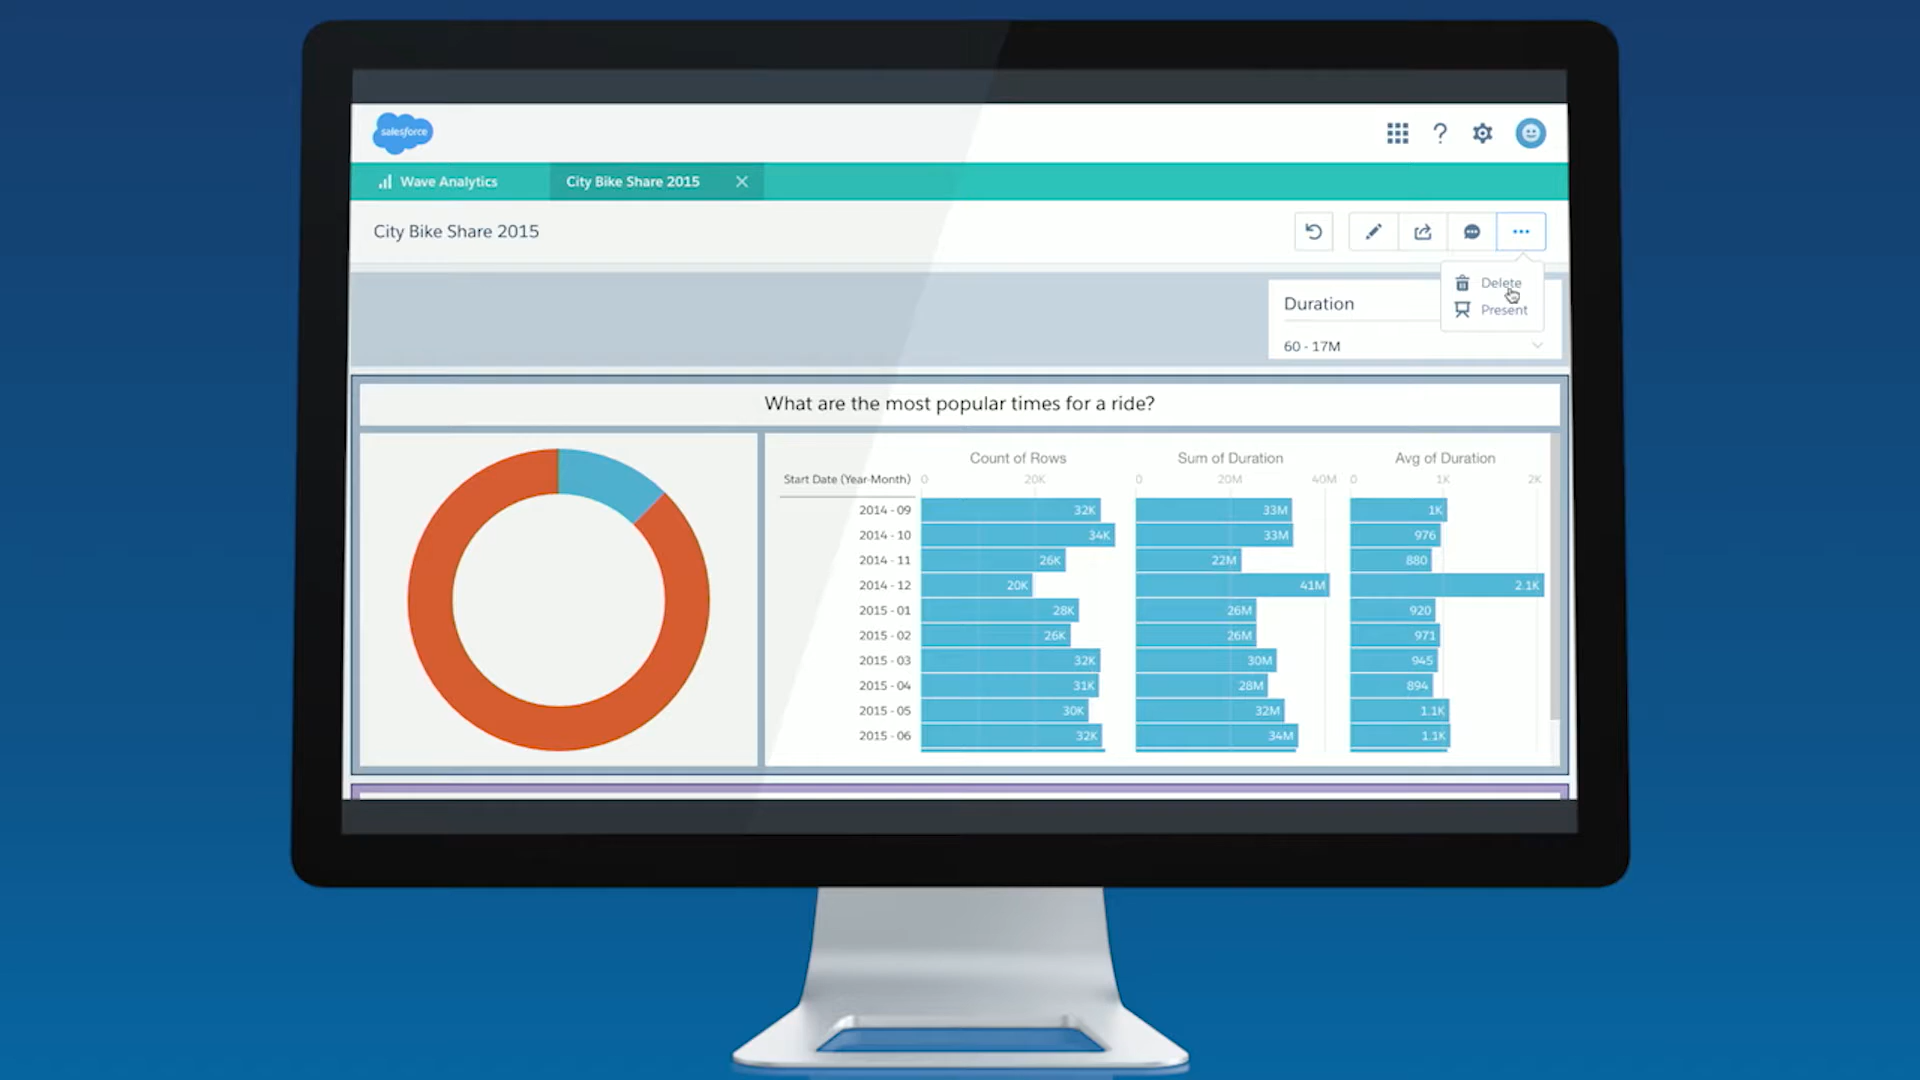 salesforce
?
Wave Analytics
City Bike Share 2015
City Bike Share 2015
Delete
Present
Duration
60 - 17M
What are the most popular times for a ride?
Count of Rows Sum of Duration Avg of Duration
Start Date (Year-Month) 0 20K 0 20M 40M 0 1K 2K
2014 - 09 32K 33M 1K
2014 - 10 34K 33M 976
2014 - 11 26K 22M 880
2014 - 12 20K 41M 2.1K
2015 - 01 28K 26M 920
2015 - 02 26K 26M 971
2015 - 03 32K 30M 945
2015 - 04 31K 28M 894
2015 - 05 30K 32M 1.1K
2015 - 06 32K 34M 1.1K